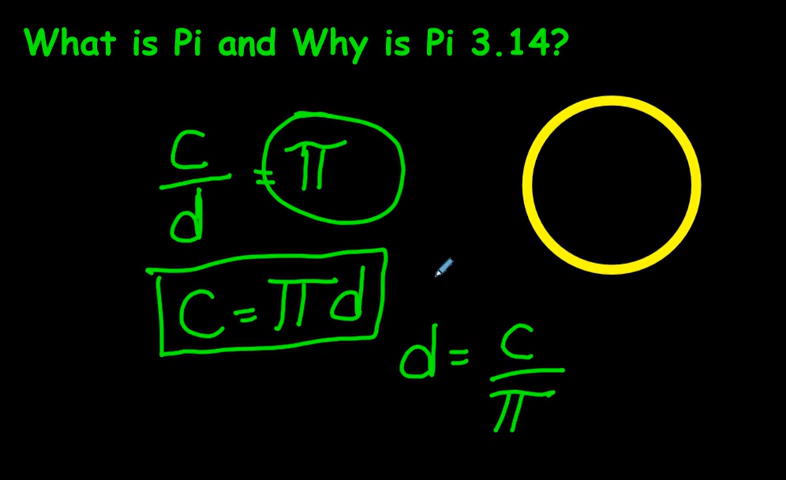 What is Pi and Why is Pi 3.14?
c/d = π
C = πd
d = c/π